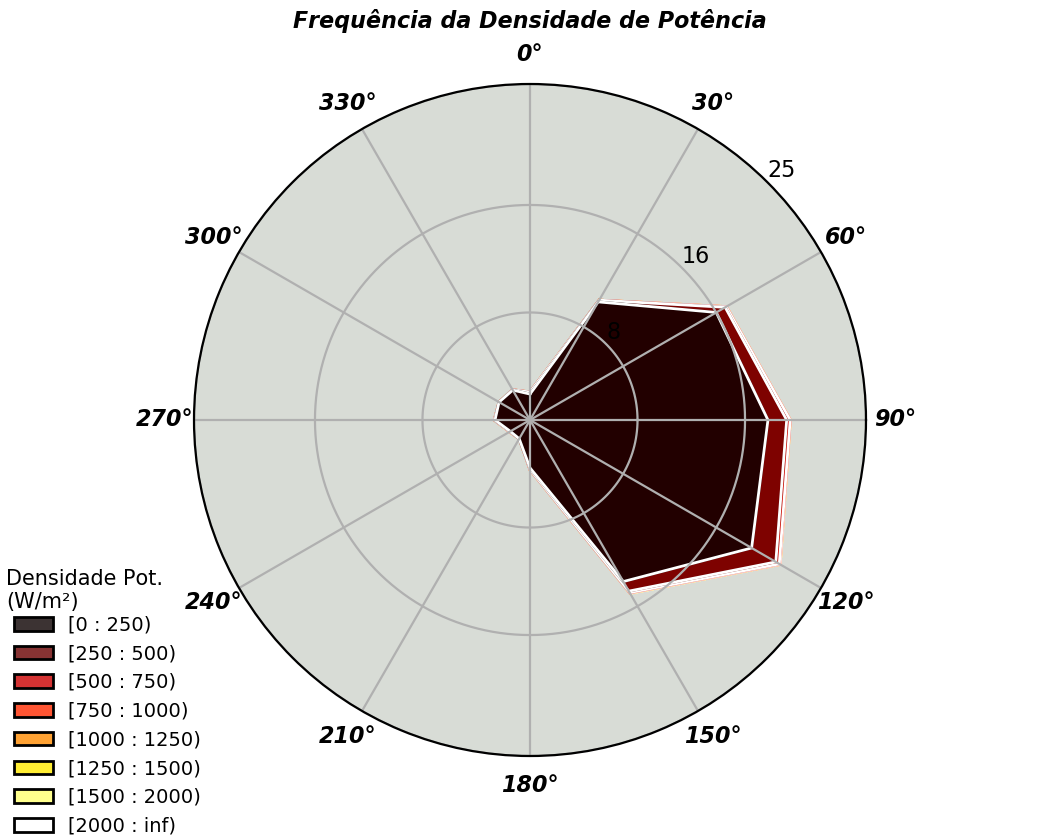 Frequência da Densidade de Potência
0°
330°
30°
25
300°
60°
16
8
270°
90°
240°
120°
210°
150°
180°
Densidade Pot.
(W/m²)
[0 : 250)
[250 : 500)
[500 : 750)
[750 : 1000)
[1000 : 1250)
[1250 : 1500)
[1500 : 2000)
[2000 : inf)